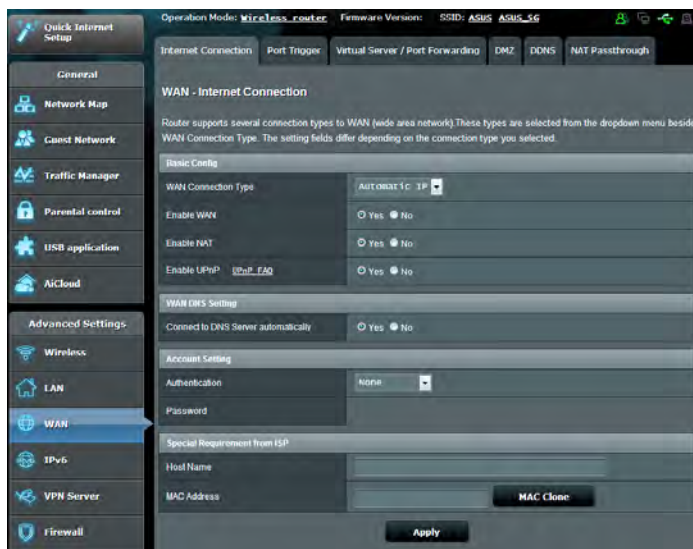 Quick Internet
Setup
Operation Mode: Wireless router Firmware Version: SSID: ASUS ASUS_5G
Internet Connection Port Trigger Virtual Server / Port Forwarding DMZ DDNS NAT Passthrough
General
Network Map
Guest Network
Traffic Manager
Parental control
USB application
AiCloud
Advanced Settings
Wireless
LAN
WAN
IPv6
VPN Server
Firewall
WAN - Internet Connection
Router supports several connection types to WAN (wide area network).These types are selected from the dropdown menu beside
WAN Connection Type. The setting fields differ depending on the connection type you selected.
Basic Config
WAN Connection Type Automatic IP
Enable WAN Yes No
Enable NAT Yes No
Enable UPnP UPnP FAQ Yes No
WAN DNS Setting
Connect to DNS Server automatically Yes No
Account Setting
Authentication None
Password
Special Requirement from ISP
Host Name
MAC Address MAC Clone
Apply